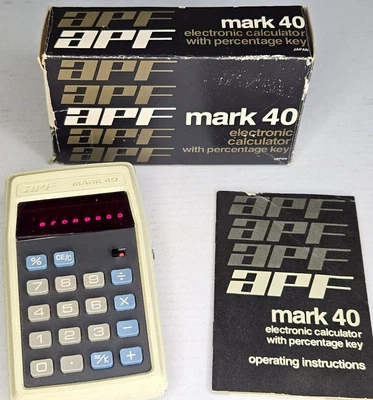 apf
mark 40
electronic calculator
with percentage key
JAPAN
apf
apf
apf
mark 40
apf
electronic
calculator
apf
with percentage key
JAPAN
apf
MARK 40
%
CE/C
÷
7
8
9
×
4
5
6
−
1
2
3
+
0
.
=
apf
apf
apf
apf
mark 40
electronic calculator
with percentage key
operating instructions